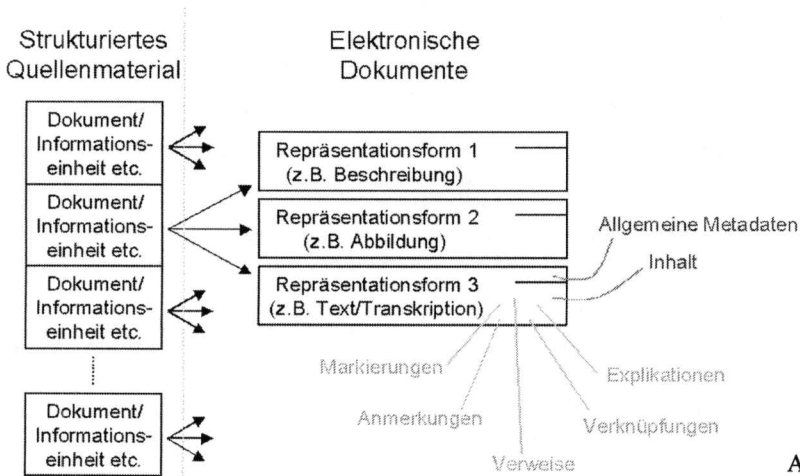 Strukturiertes
Quellenmaterial
Elektronische
Dokumente
Dokument/
Informations-
einheit etc.
Dokument/
Informations-
einheit etc.
Dokument/
Informations-
einheit etc.
Dokument/
Informations-
einheit etc.
Repräsentationsform 1
(z.B. Beschreibung)
Repräsentationsform 2
(z.B. Abbildung)
Repräsentationsform 3
(z.B. Text/Transkription)
Allgemeine Metadaten
Inhalt
Markierungen
Explikationen
Anmerkungen
Verknüpfungen
Verweise
A